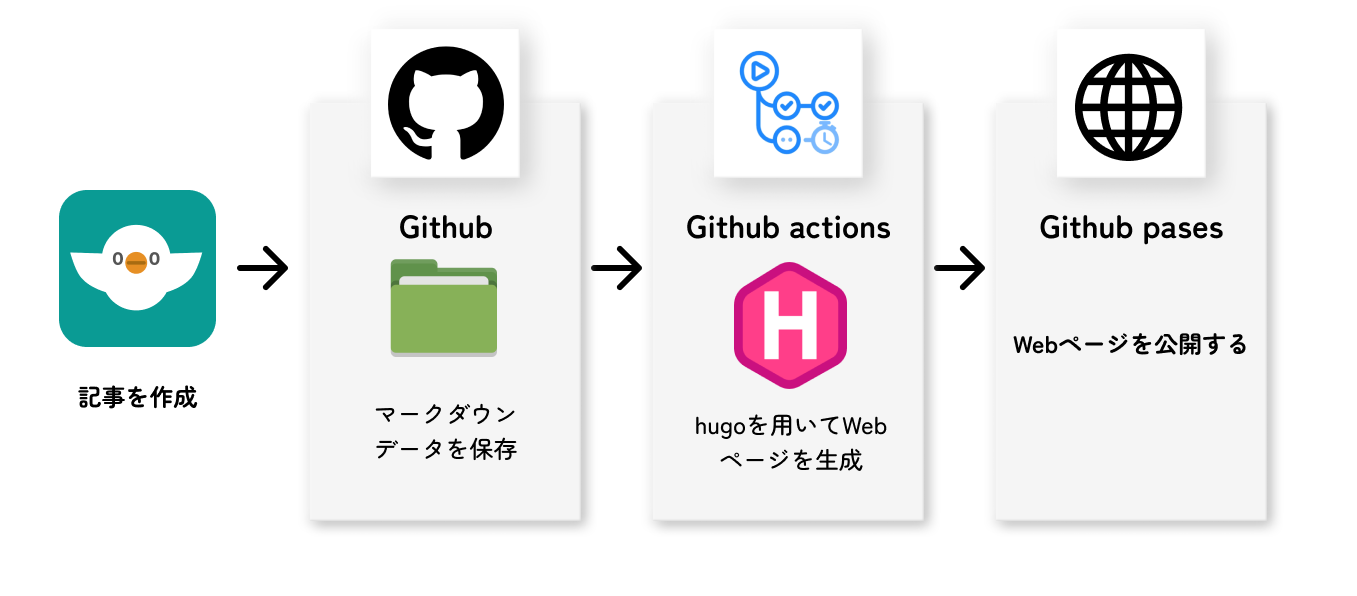 記事を作成
Github
マークダウン
データを保存
Github actions
H
hugoを用いてWeb
ページを生成
Github pases
Webページを公開する